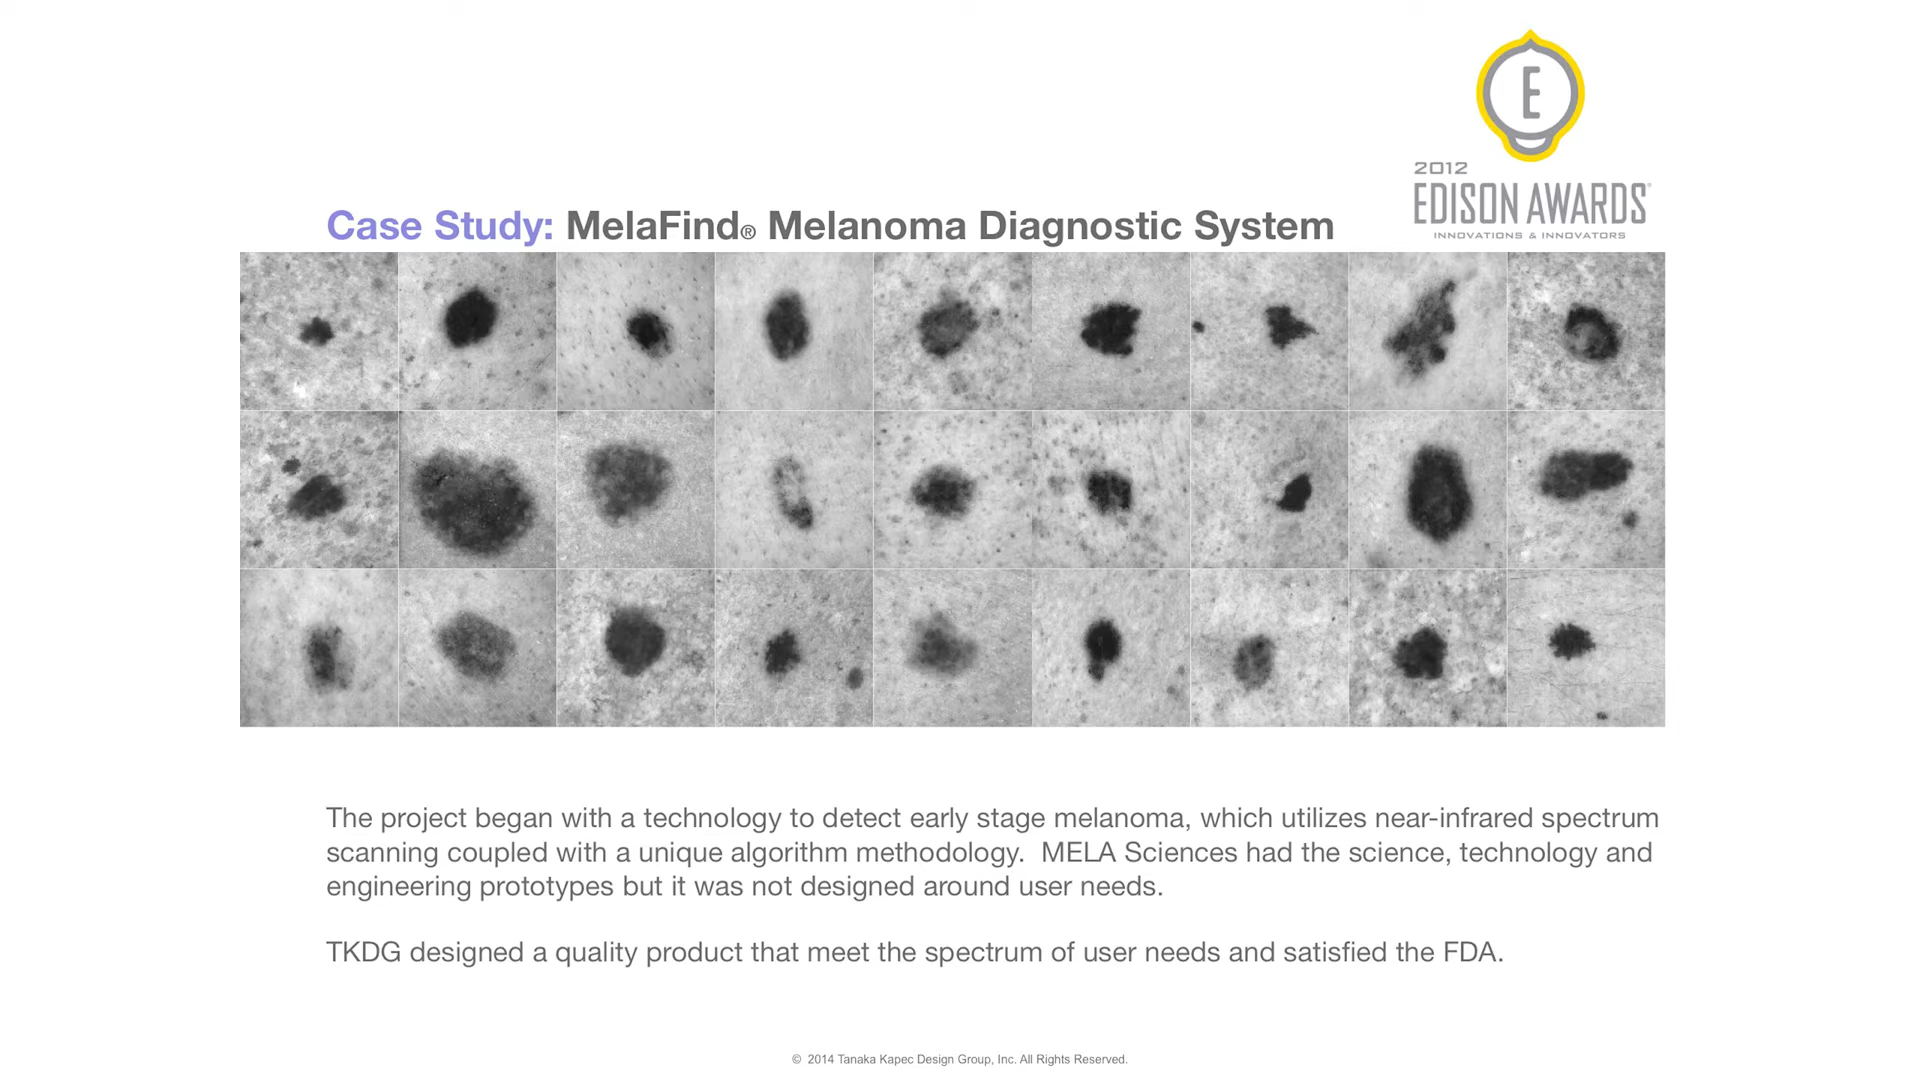 E
2012
EDISON AWARDS®
INNOVATIONS & INNOVATORS
Case Study: MelaFind® Melanoma Diagnostic System
The project began with a technology to detect early stage melanoma, which utilizes near-infrared spectrum
scanning coupled with a unique algorithm methodology.  MELA Sciences had the science, technology and
engineering prototypes but it was not designed around user needs.
TKDG designed a quality product that meet the spectrum of user needs and satisfied the FDA.
© 2014 Tanaka Kapec Design Group, Inc. All Rights Reserved.